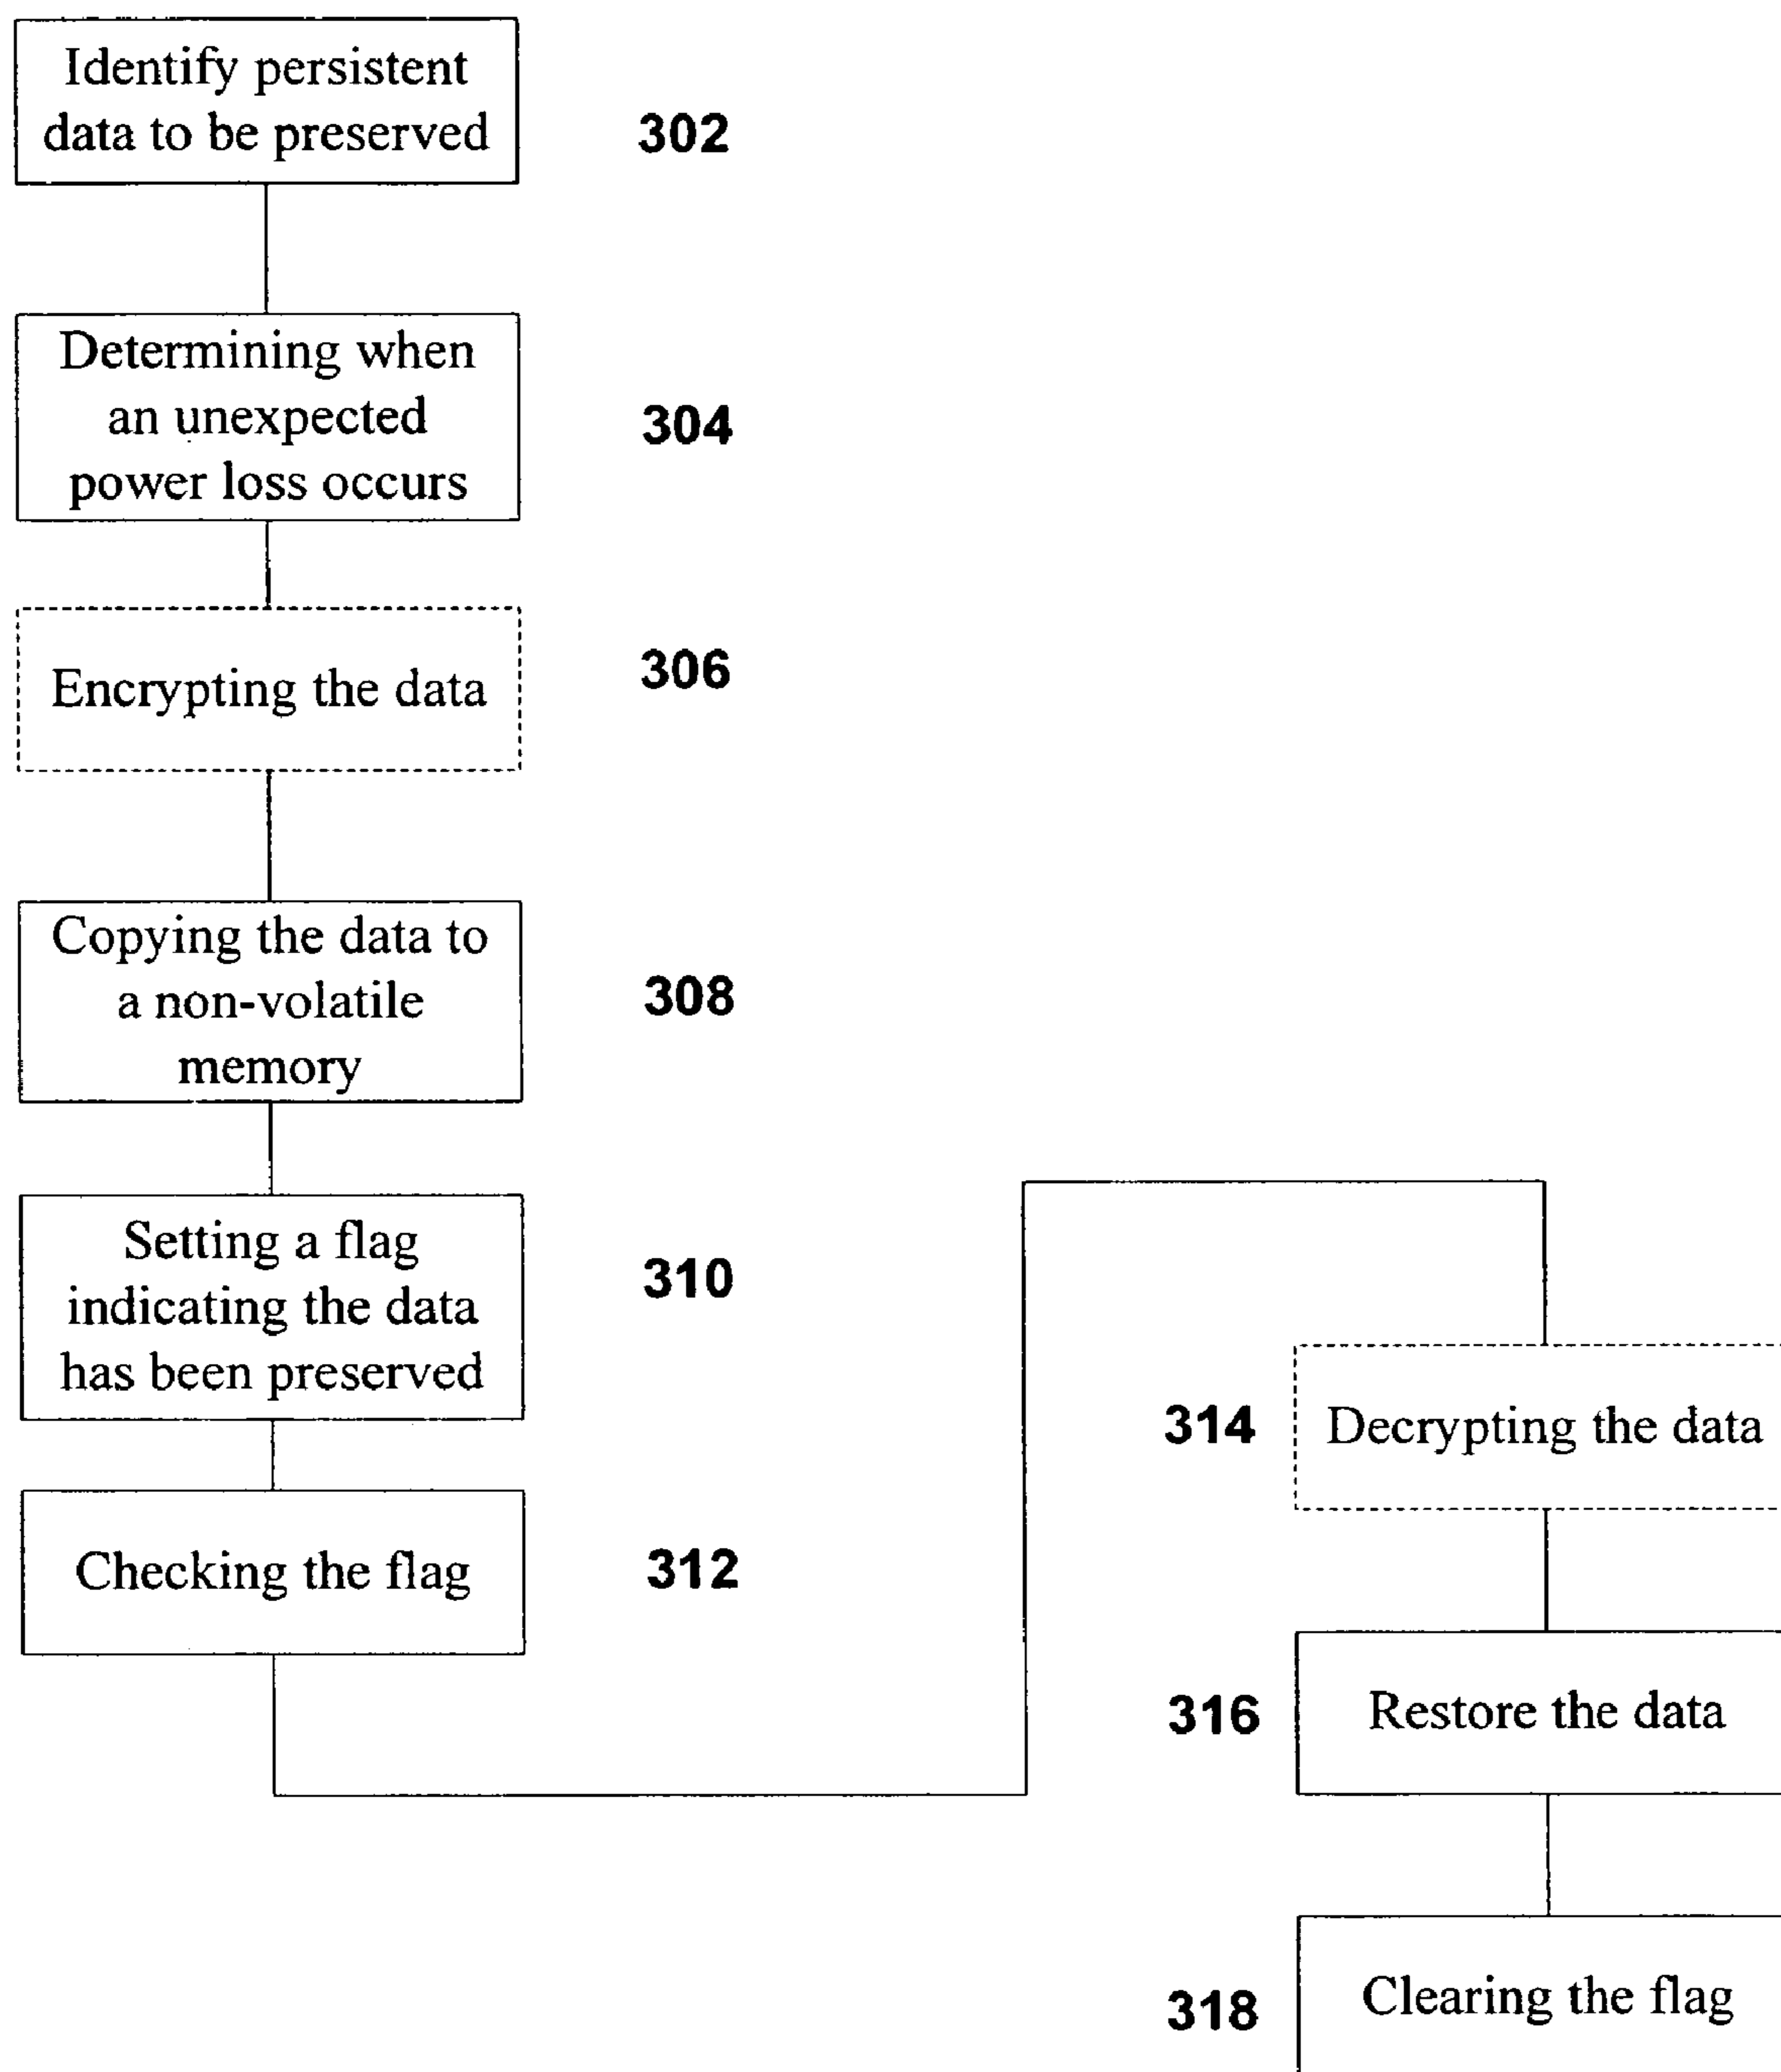 Identify persistent
data to be preserved
302
Determining when
an unexpected
power loss occurs
304
Encrypting the data
306
Copying the data to
a non-volatile
memory
308
Setting a flag
indicating the data
has been preserved
310
Checking the flag
312
314
Decrypting the data
316
Restore the data
318
Clearing the flag